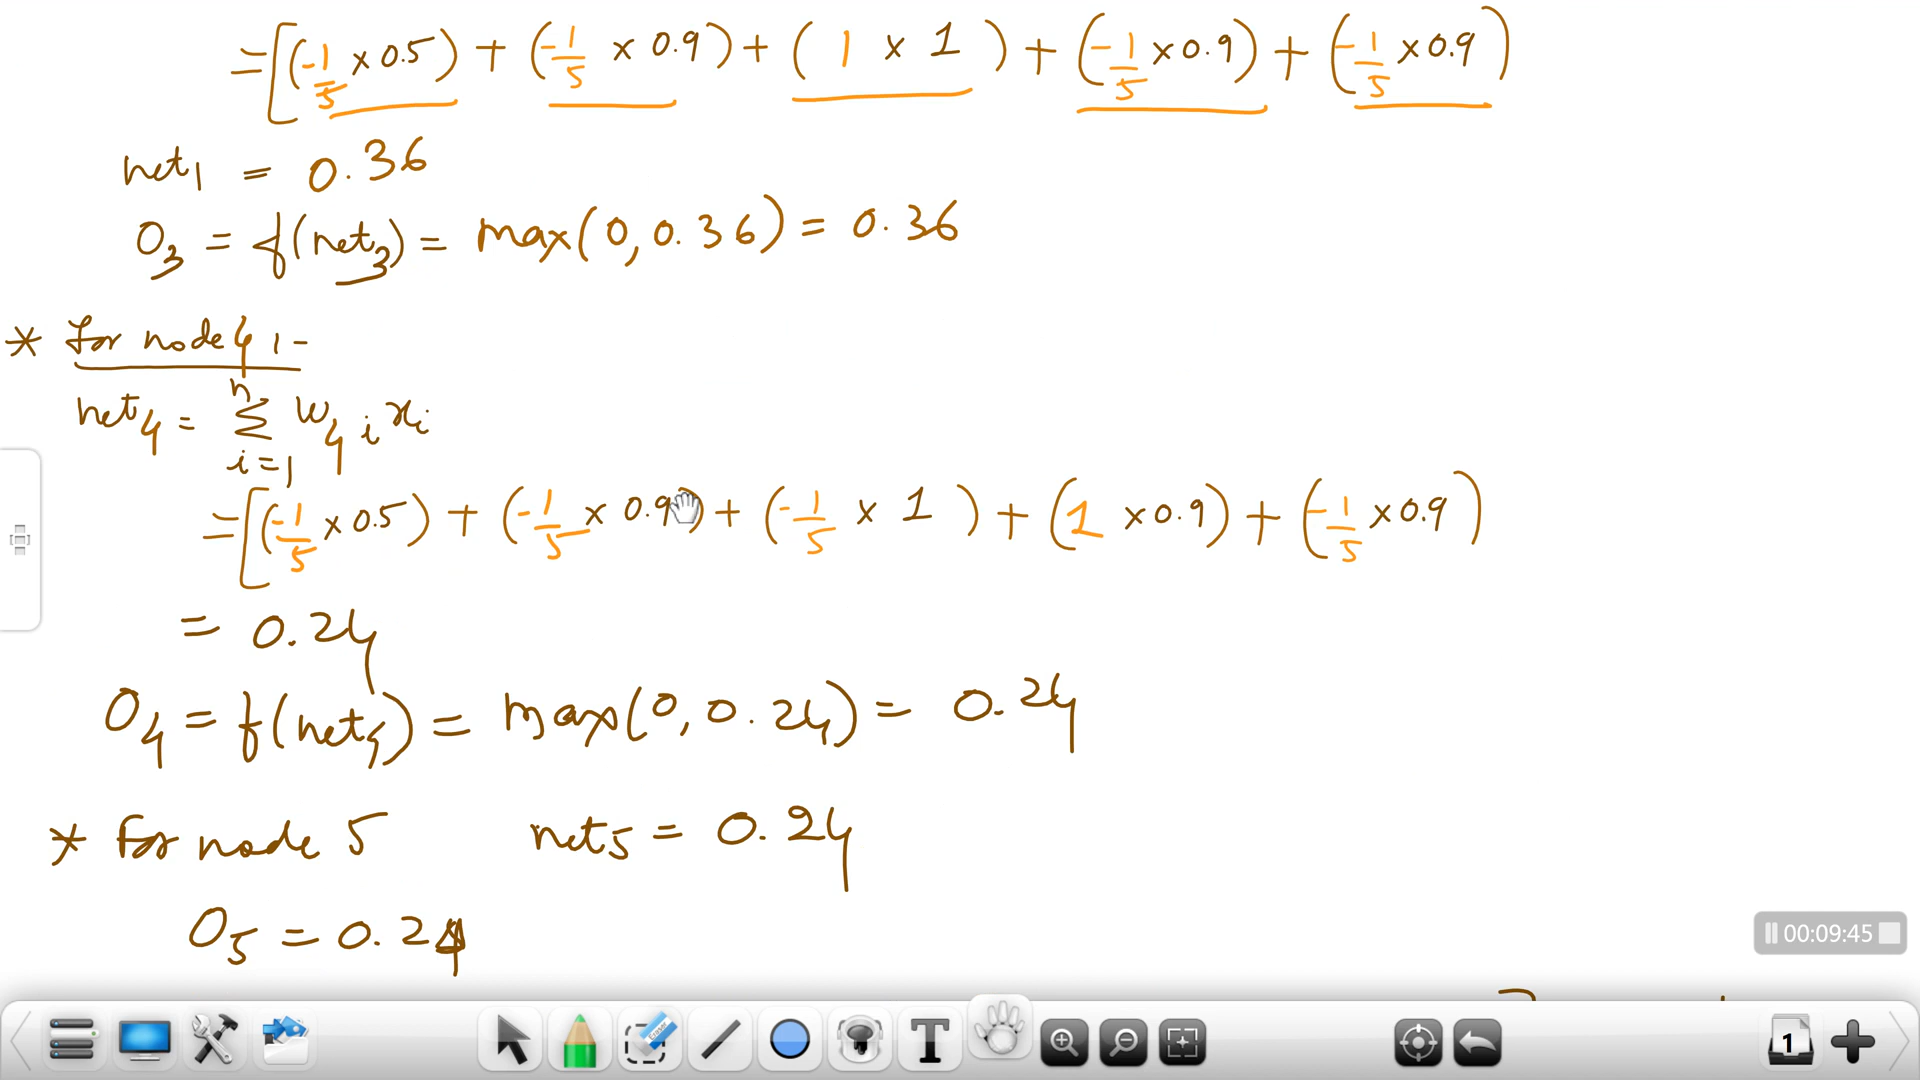 = [(-1/5 × 0.5) + (-1/5 × 0.9) + (1 × 1) + (-1/5 × 0.9) + (-1/5 × 0.9)
net1 = 0.36
O3 = f(net3) = max(0, 0.36) = 0.36
* for node 4 :-
net4 = n∑i=1 w4i xi
= [(-1/5 × 0.5) + (-1/5 × 0.9) + (-1/5 × 1) + (1 × 0.9) + (-1/5 × 0.9)
= 0.24
O4 = f(net4) = max(0, 0.24) = 0.24
* for node 5 net5 = 0.24
O5 = 0.24
00:09:45
Eraser
T
1